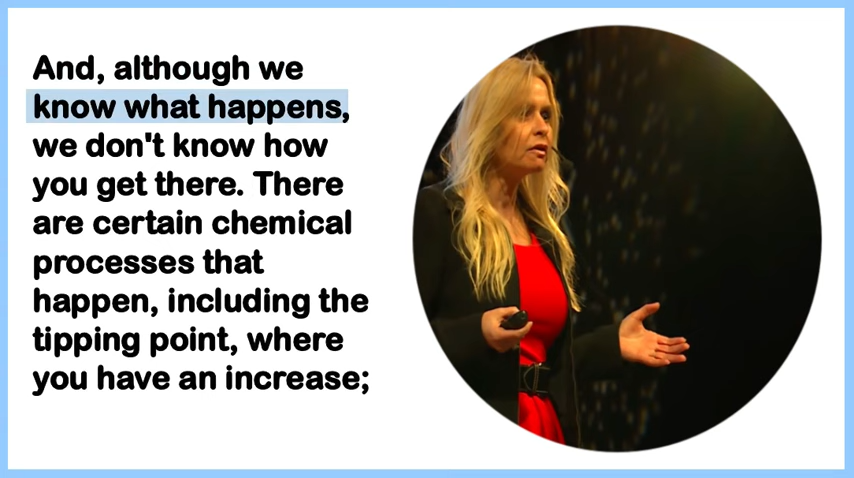 And, although we
know what happens,
we don't know how
you get there. There
are certain chemical
processes that
happen, including the
tipping point, where
you have an increase;